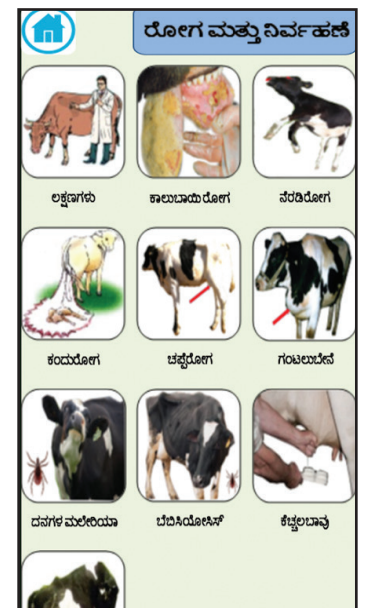 ರೋಗ ಮತ್ತು ನಿರ್ವಹಣೆ
ಲಕ್ಷಣಗಳು ಕಾಲುಬಾಯಿ ರೋಗ ನೆರಡಿರೋಗ
ಕಂದುರೋಗ ಚಪ್ಪೆರೋಗ ಗಂಟಲುಬೇನೆ
ದನಗಳ ಮಲೇರಿಯಾ ಬೆಬಿಸಿಯೋಸಿಸ್ ಕೆಚ್ಚಲಬಾವು